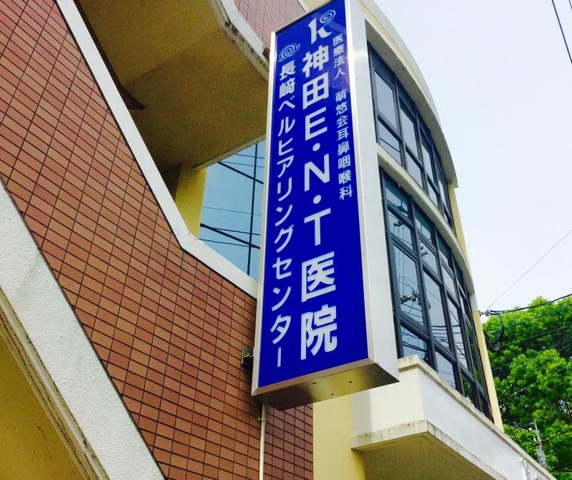 医療法人 萌悠会耳鼻咽喉科
神田E・N・T医院
長崎ベルヒアリングセンター